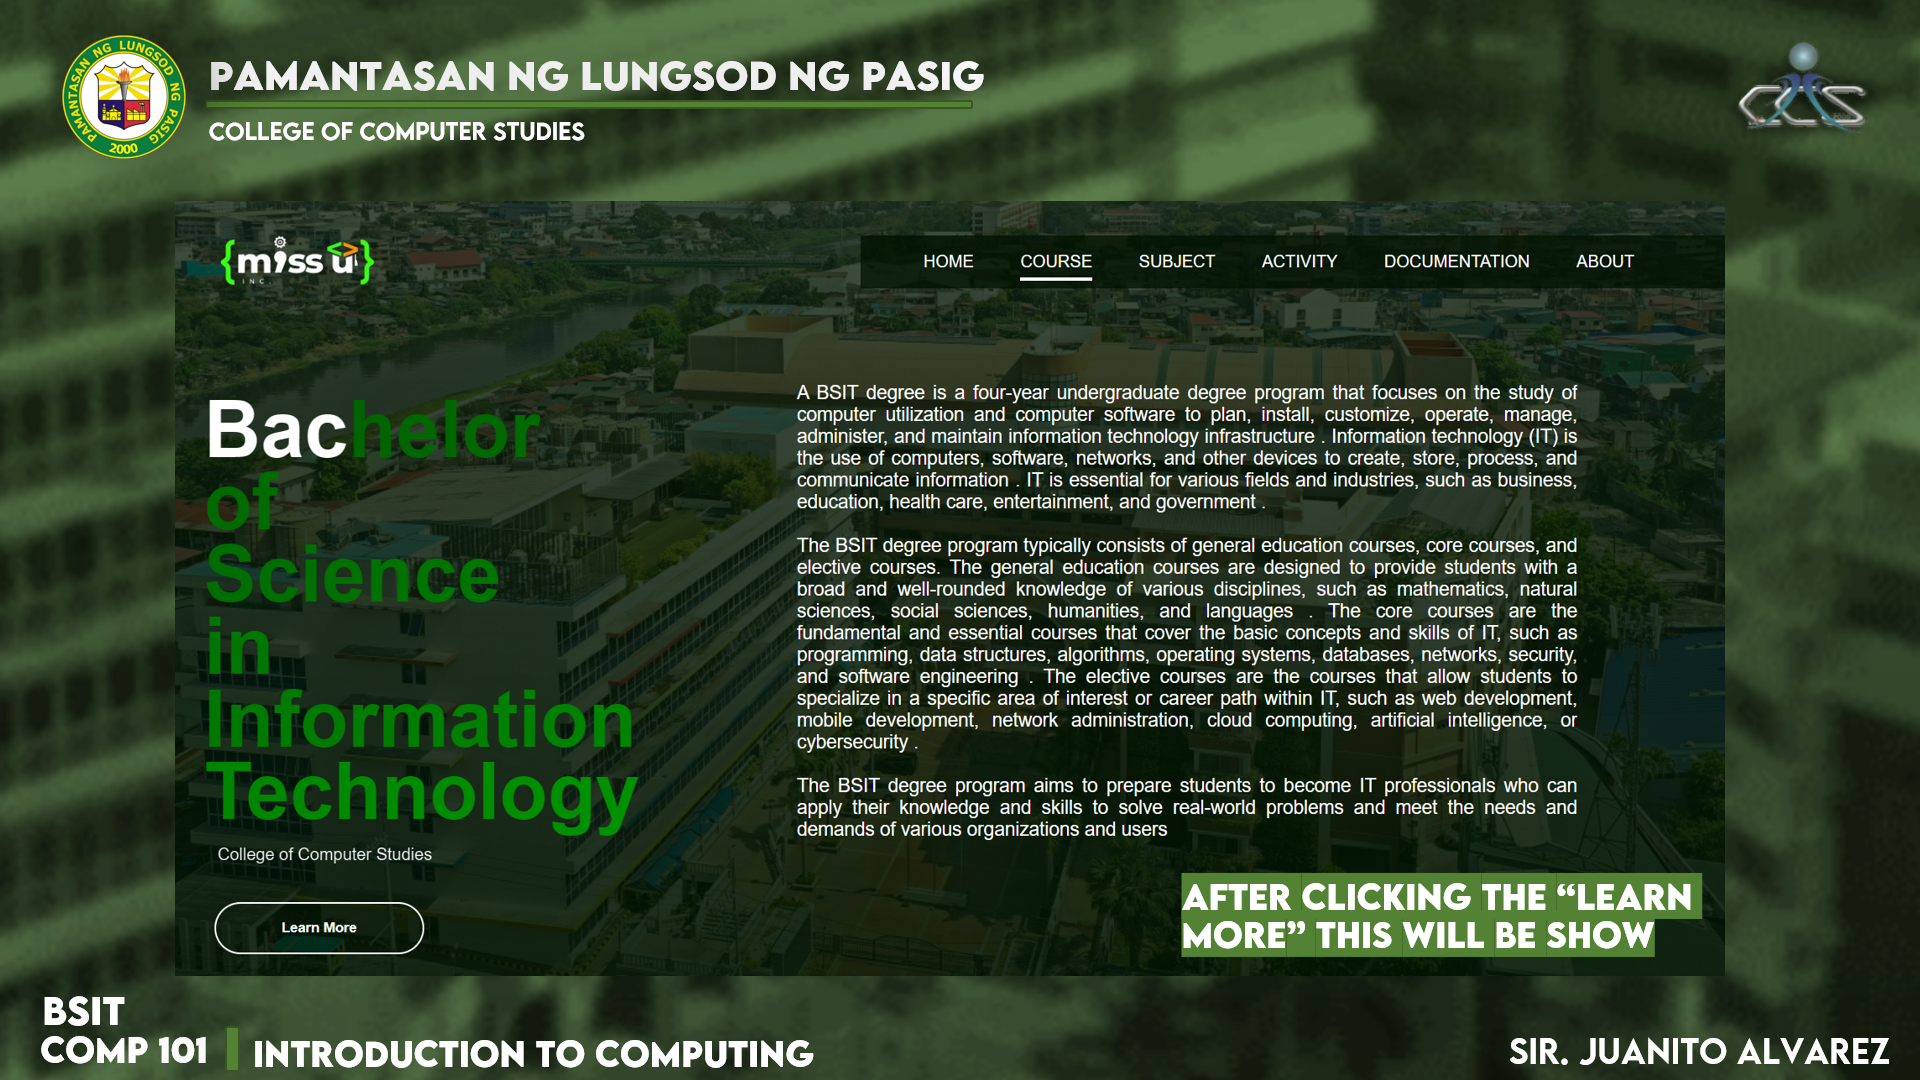 PAMANTASAN NG LUNGSOD NG PASIG
2000
PAMANTASAN NG LUNGSOD NG PASIG
COLLEGE OF COMPUTER STUDIES
CCS
{miss u}
INC.
HOME COURSE SUBJECT ACTIVITY DOCUMENTATION ABOUT
Bachelor
of
Science
in
Information
Technology
College of Computer Studies
Learn More
A BSIT degree is a four-year undergraduate degree program that focuses on the study of
computer utilization and computer software to plan, install, customize, operate, manage,
administer, and maintain information technology infrastructure . Information technology (IT) is
the use of computers, software, networks, and other devices to create, store, process, and
communicate information . IT is essential for various fields and industries, such as business,
education, health care, entertainment, and government .
The BSIT degree program typically consists of general education courses, core courses, and
elective courses. The general education courses are designed to provide students with a
broad and well-rounded knowledge of various disciplines, such as mathematics, natural
sciences, social sciences, humanities, and languages . The core courses are the
fundamental and essential courses that cover the basic concepts and skills of IT, such as
programming, data structures, algorithms, operating systems, databases, networks, security,
and software engineering . The elective courses are the courses that allow students to
specialize in a specific area of interest or career path within IT, such as web development,
mobile development, network administration, cloud computing, artificial intelligence, or
cybersecurity .
The BSIT degree program aims to prepare students to become IT professionals who can
apply their knowledge and skills to solve real-world problems and meet the needs and
demands of various organizations and users
AFTER CLICKING THE “LEARN
MORE” THIS WILL BE SHOW
BSIT
COMP 101
INTRODUCTION TO COMPUTING
SIR. JUANITO ALVAREZ